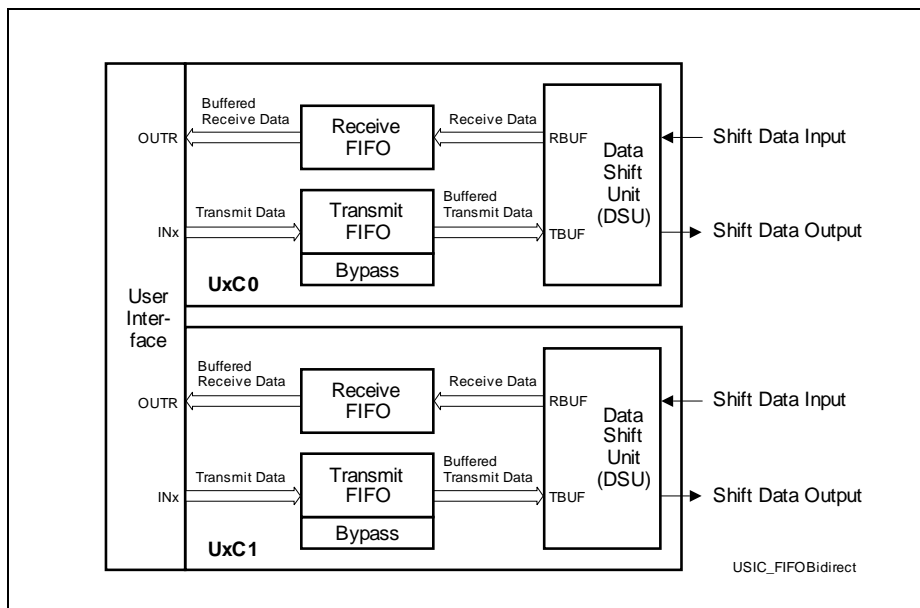 Buffered
Receive Data
Receive
FIFO
Receive Data
OUTR
RBUF
Shift Data Input
Data
Shift
Unit
(DSU)
Transmit Data
Transmit
FIFO
Buffered
Transmit Data
INx
TBUF
Shift Data Output
Bypass
UxC0
User
Inter-
face
Buffered
Receive Data
Receive
FIFO
Receive Data
OUTR
RBUF
Shift Data Input
Data
Shift
Unit
(DSU)
Transmit Data
Transmit
FIFO
Buffered
Transmit Data
INx
TBUF
Shift Data Output
Bypass
UxC1
USIC_FIFOBidirect